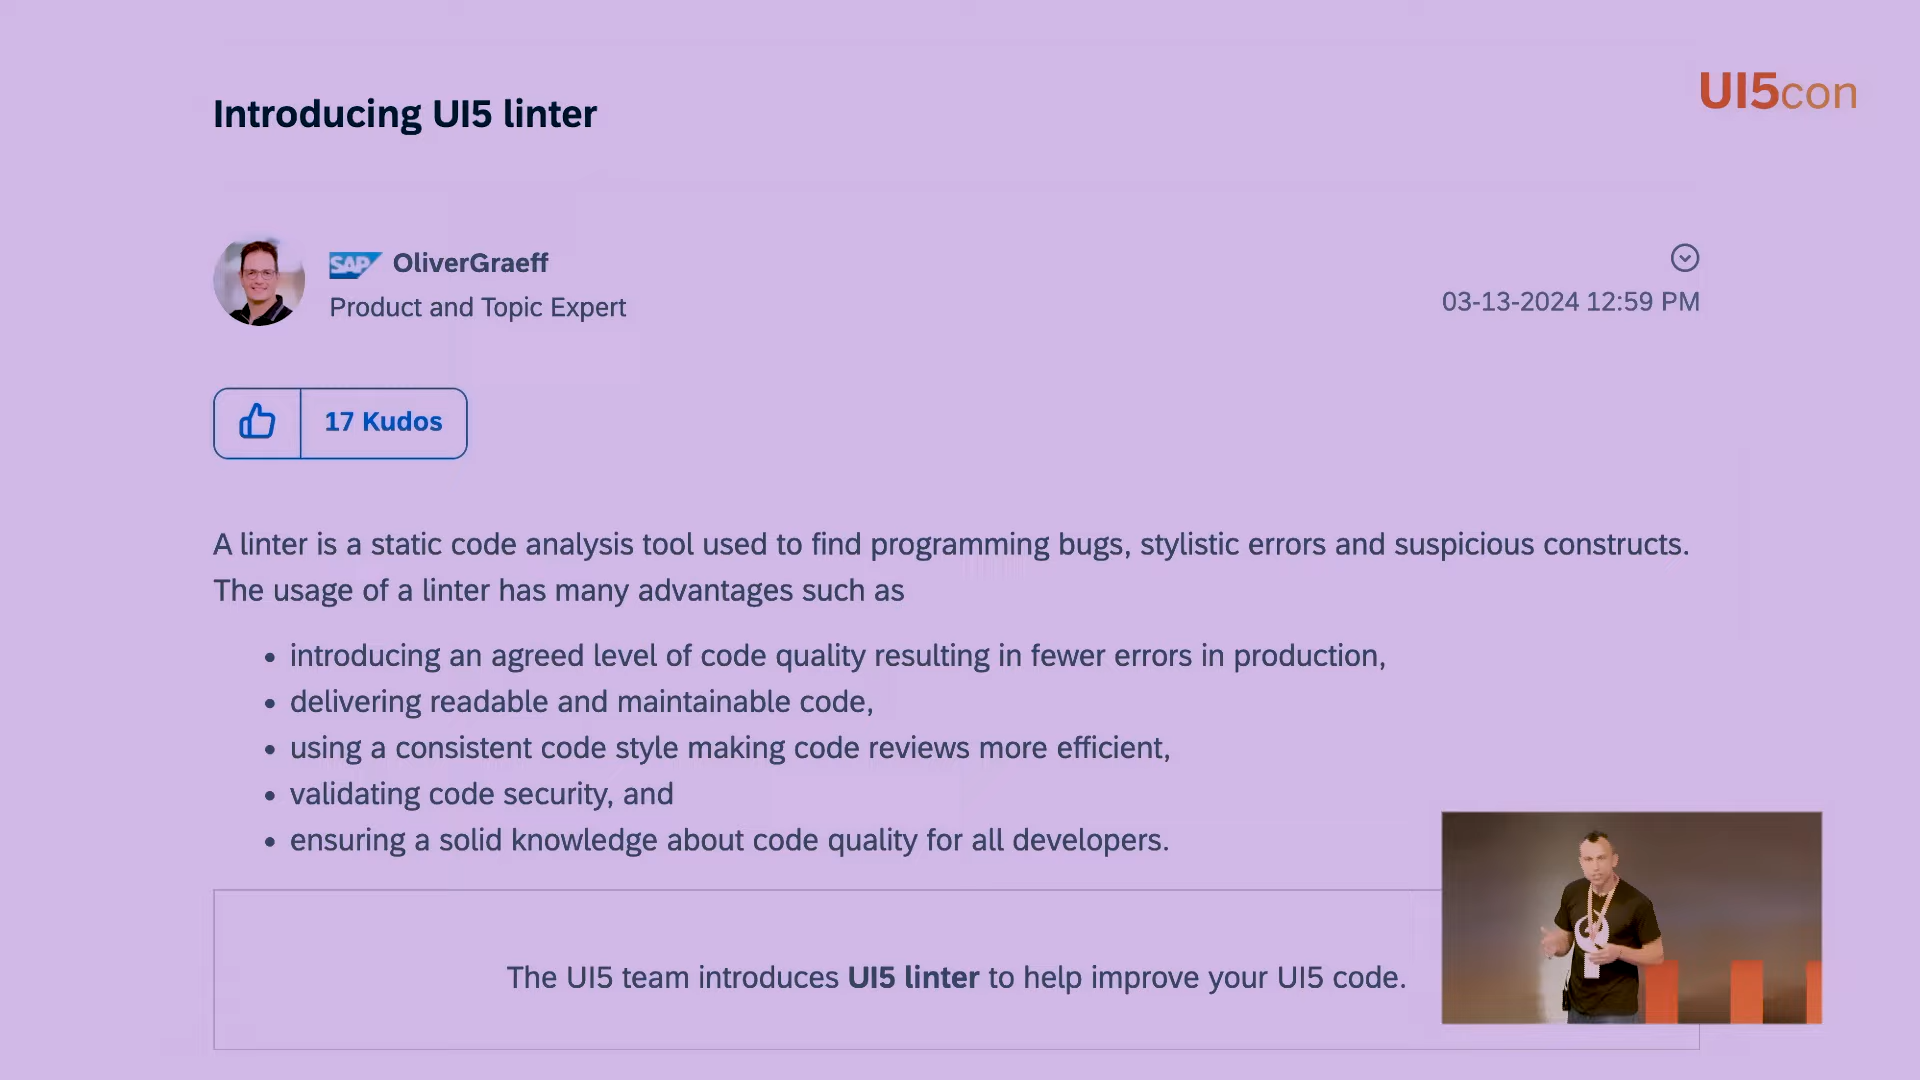 Introducing UI5 linter
UI5con
SAP OliverGraeff
Product and Topic Expert
03-13-2024 12:59 PM
17 Kudos
A linter is a static code analysis tool used to find programming bugs, stylistic errors and suspicious constructs.
The usage of a linter has many advantages such as
• introducing an agreed level of code quality resulting in fewer errors in production,
• delivering readable and maintainable code,
• using a consistent code style making code reviews more efficient,
• validating code security, and
• ensuring a solid knowledge about code quality for all developers.
The UI5 team introduces UI5 linter to help improve your UI5 code.